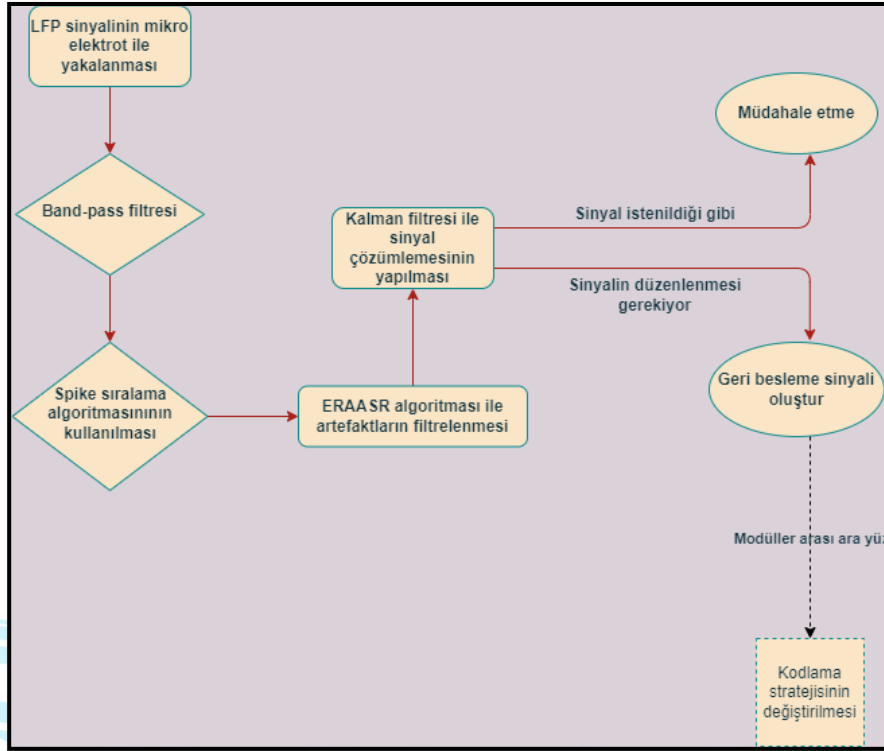 LFP sinyalinin mikro
elektrot ile
yakalanması
Band-pass filtresi
Spike sıralama
algoritmasınının
kullanılması
ERAASR algoritması ile
artefaktların filtrelenmesi
Kalman filtresi ile
sinyal
çözümlemesinin
yapılması
Sinyal istenildiği gibi
Müdahale etme
Sinyalin düzenlenmesi
gerekiyor
Geri besleme sinyali
oluştur
Modüller arası ara yüz
Kodlama
stratejisinin
değiştirilmesi